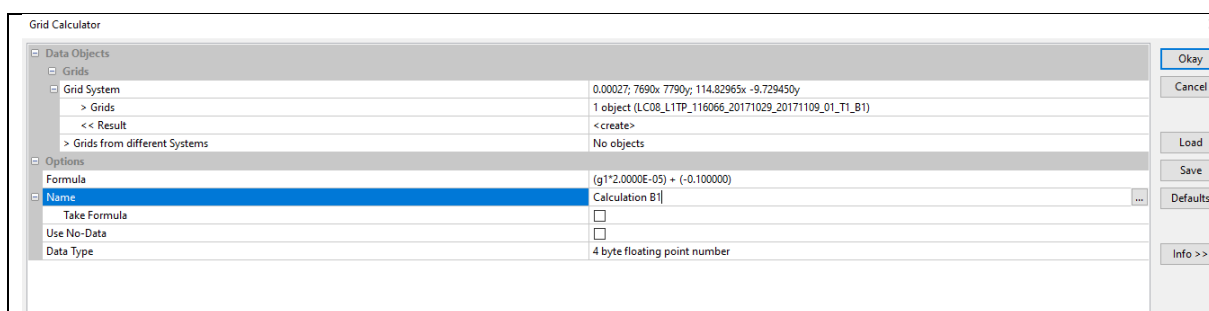 Grid Calculator
Data Objects
Grids
Grid System 0.00027; 7690x 7790y; 114.82965x -9.729450y
> Grids 1 object (LC08_L1TP_116066_20171029_20171109_01_T1_B1)
<< Result <create>
> Grids from different Systems No objects
Options
Formula (g1*2.0000E-05) + (-0.100000)
Name Calculation B1 ...
Take Formula
Use No-Data
Data Type 4 byte floating point number
Okay
Cancel
Load
Save
Defaults
Info >>